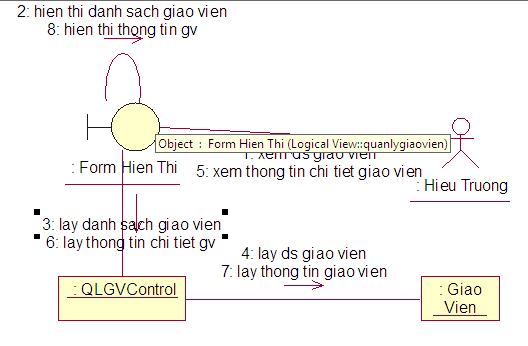 2: hien thi danh sach giao vien
8: hien thi thong tin gv
Object : Form Hien Thi (Logical View::quanlygiaovien)
1: xem ds giao vien
5: xem thong tin chi tiet giao vien
: Form Hien Thi
: Hieu Truong
3: lay danh sach giao vien
6: lay thong tin chi tiet gv
4: lay ds giao vien
7: lay thong tin giao vien
: QLGVControl
: Giao
Vien